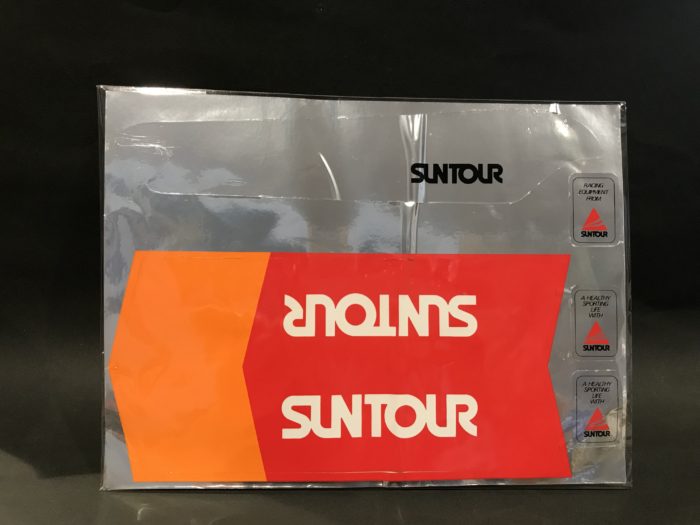 SUNTOUR
RACING
EQUIPMENT
FROM
SUNTOUR
SUNTOUR
SUNTOUR
A HEALTHY
SPORTING
LIFE
WITH
SUNTOUR
A HEALTHY
SPORTING
LIFE
WITH
SUNTOUR